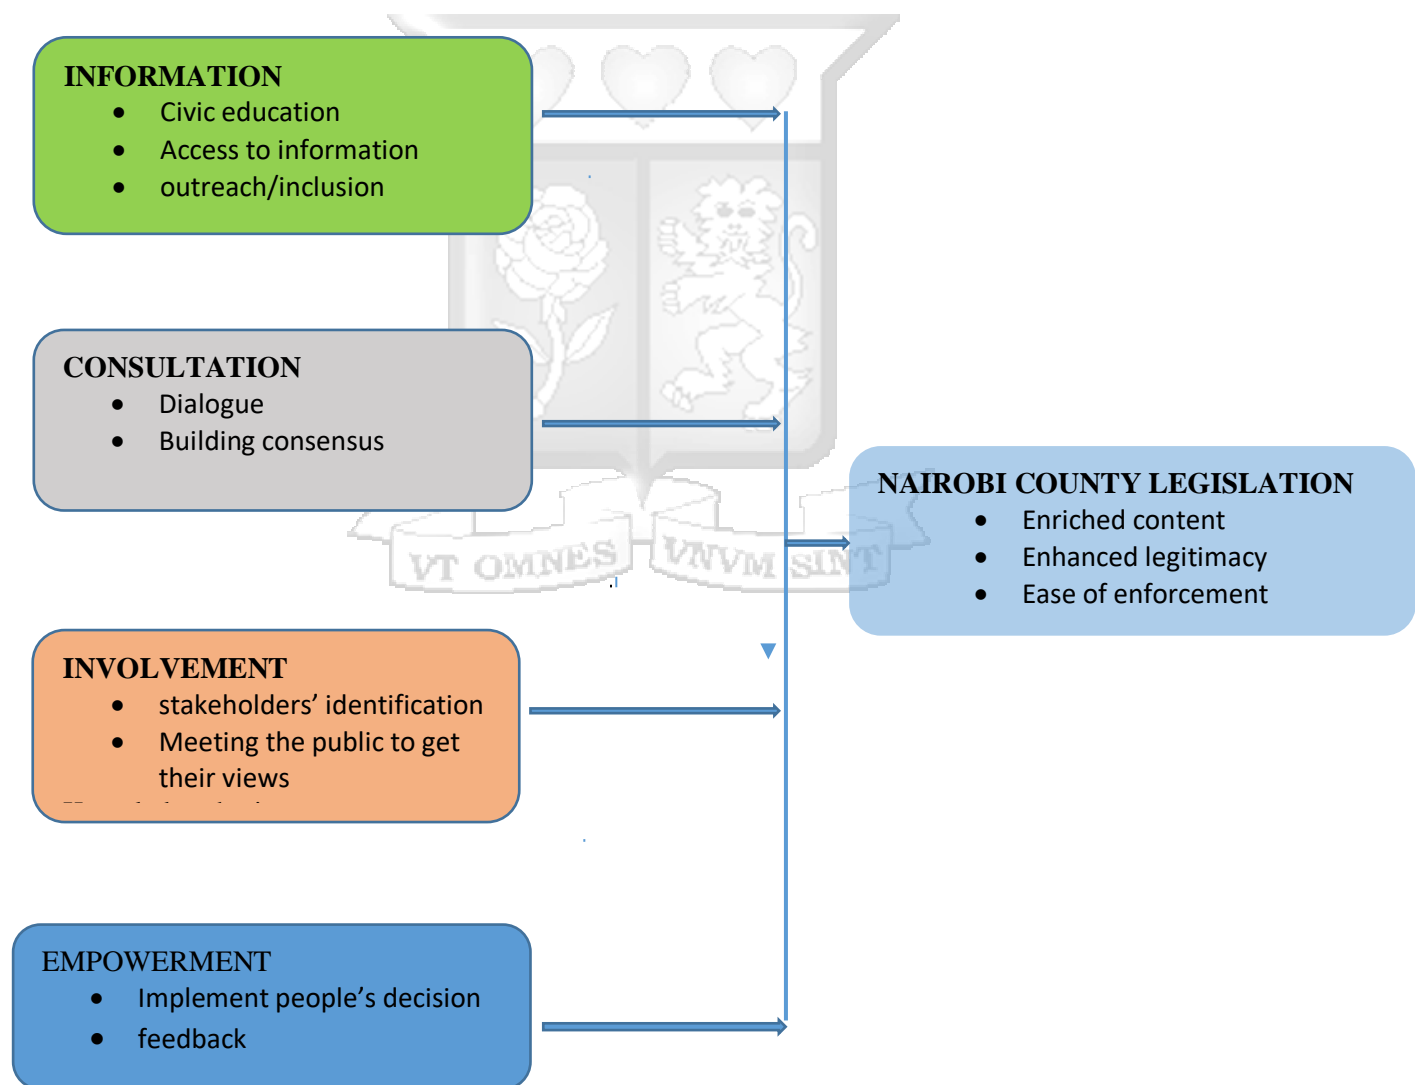 INFORMATION
• Civic education
• Access to information
• outreach/inclusion
CONSULTATION
• Dialogue
• Building consensus
NAIROBI COUNTY LEGISLATION
• Enriched content
• Enhanced legitimacy
• Ease of enforcement
VT OMNES VNVM SINT
INVOLVEMENT
• stakeholders’ identification
• Meeting the public to get
their views
EMPOWERMENT
• Implement people’s decision
• feedback